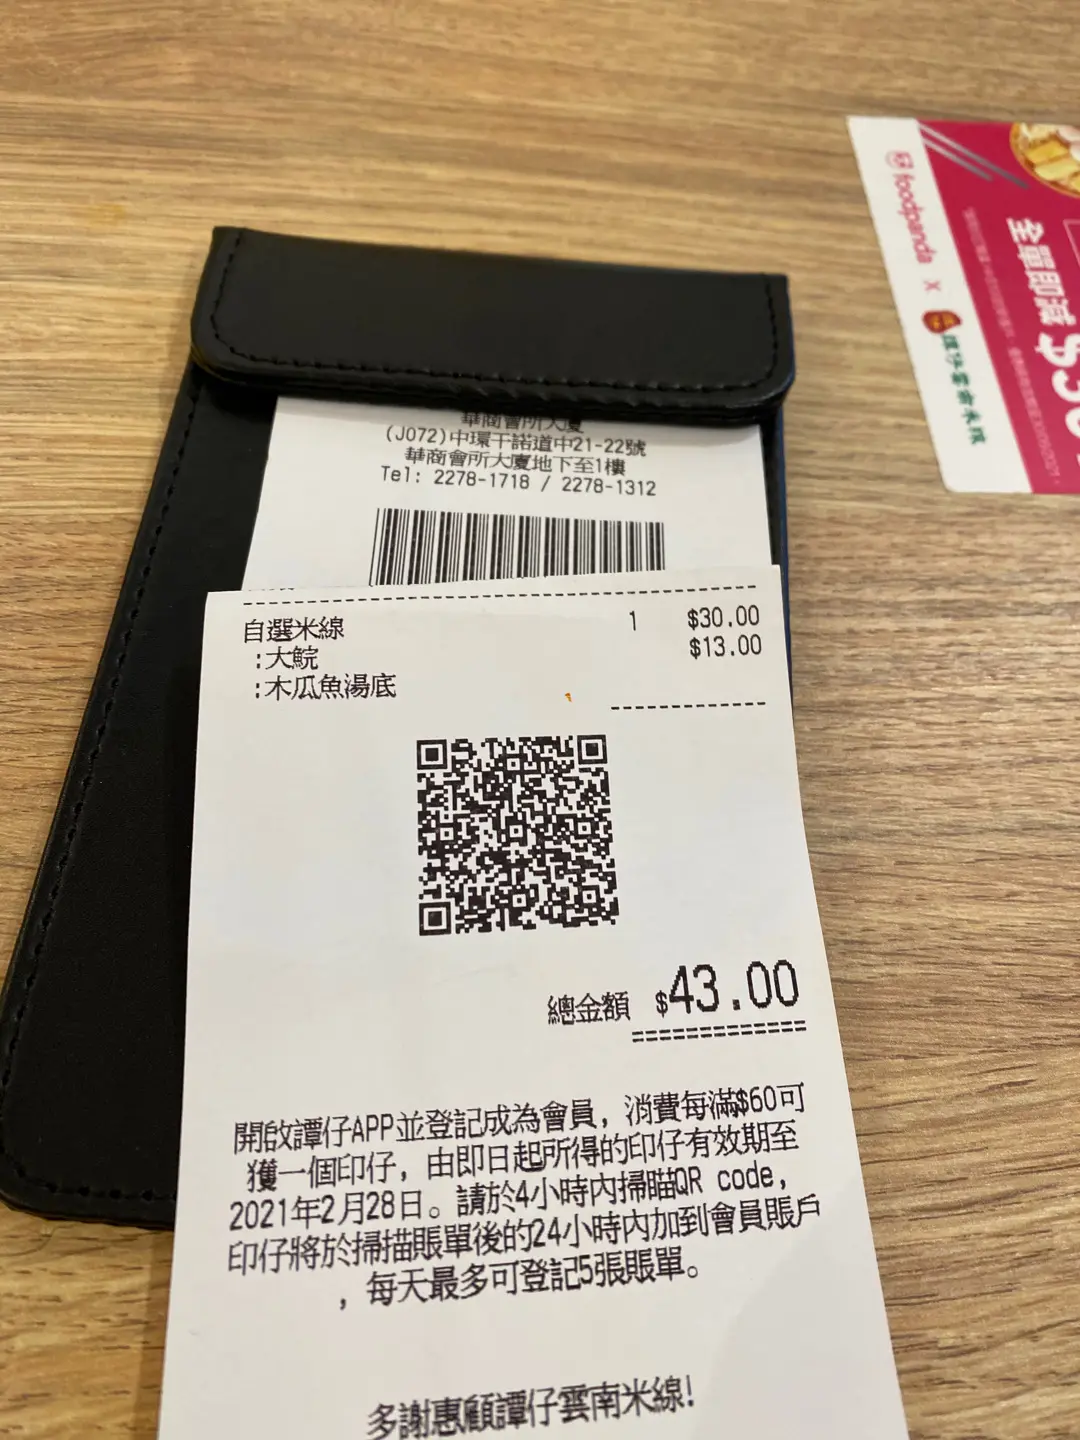 華商會所大廈
(J072)中環干諾道中21-22號
華商會所大廈地下至1樓
Tel: 2278-1718 / 2278-1312
自選米線 1 $30.00
:大鯇 $13.00
:木瓜魚湯底
總金額 $43.00
開啟譚仔APP並登記成為會員, 消費每滿$60可
獲一個印仔, 由即日起所得的印仔有效期至
2021年2月28日。請於4小時內掃瞄QR code,
印仔將於掃描賬單後的24小時內加到會員賬戶
, 每天最多可登記5張賬單。
多謝惠顧譚仔雲南米線!
foodpanda x 譚仔雲南米線
全單即減